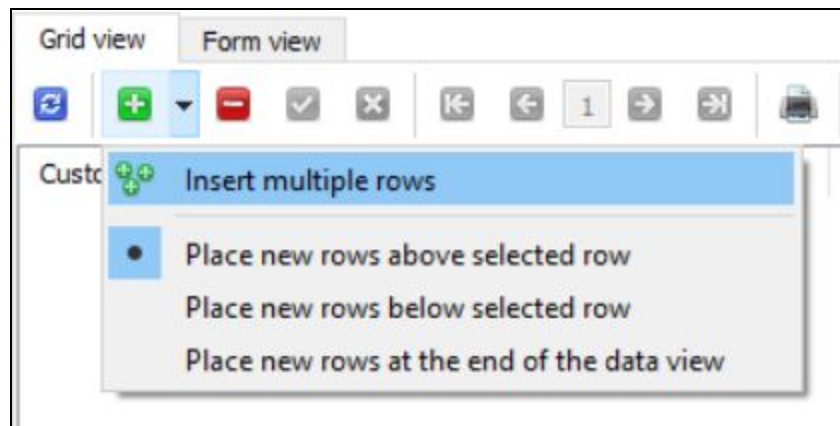 Grid view Form view
1
Custo
Insert multiple rows
Place new rows above selected row
Place new rows below selected row
Place new rows at the end of the data view